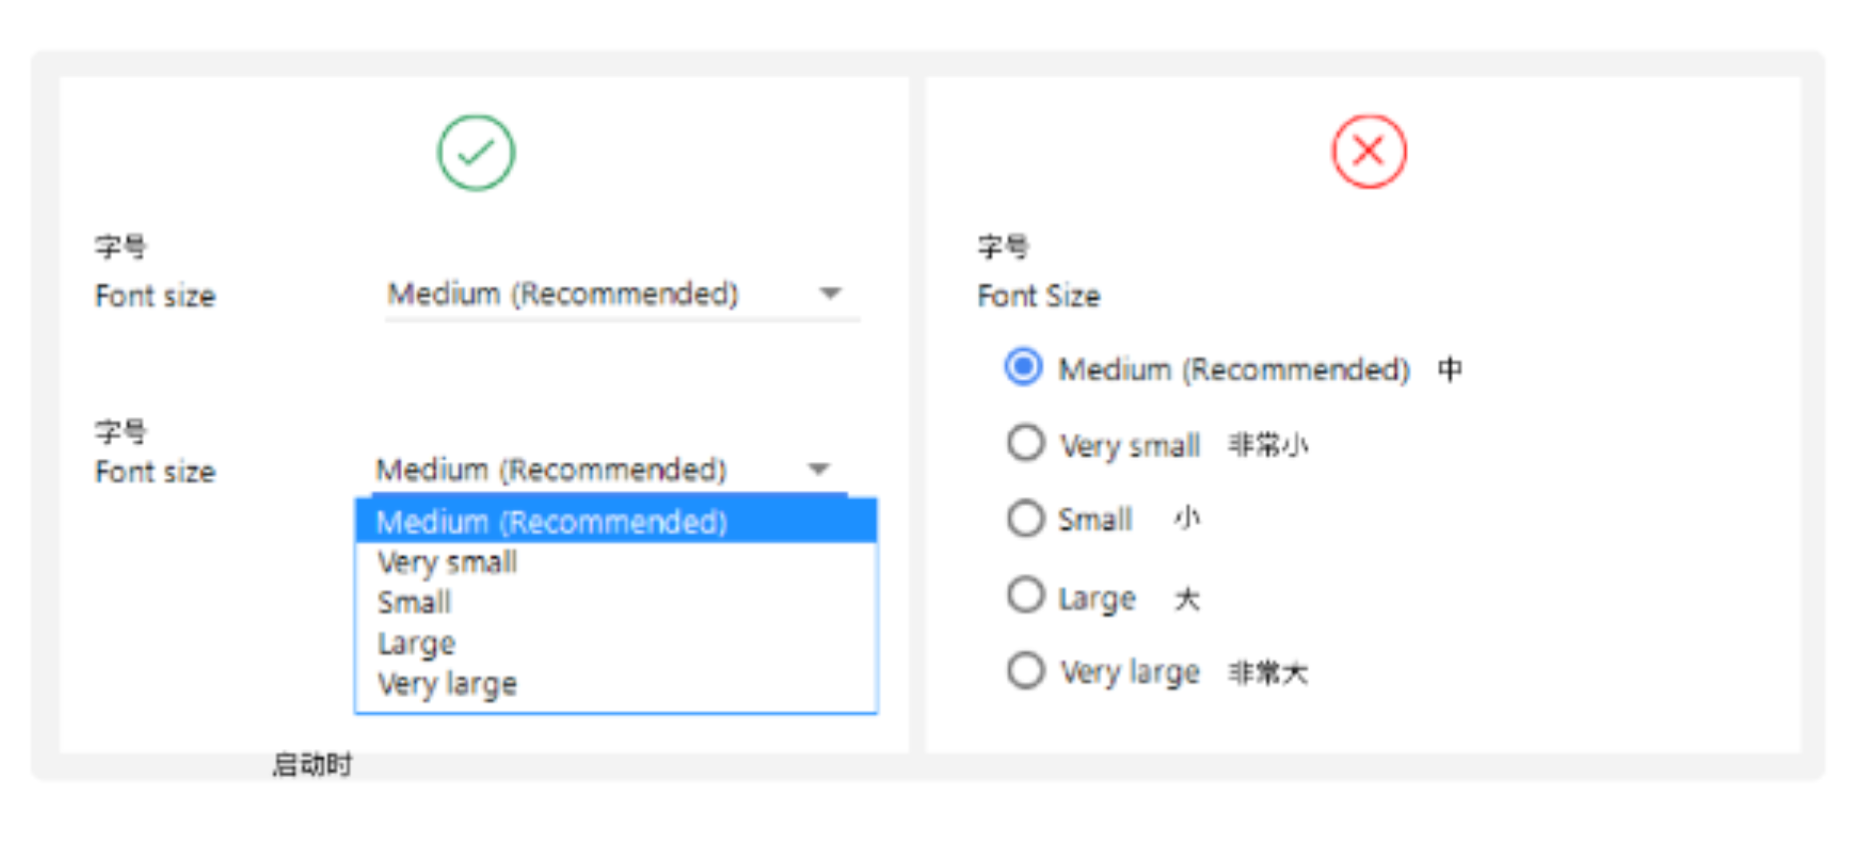 字号
Font size Medium (Recommended)
字号
Font size Medium (Recommended)
Medium (Recommended)
Very small
Small
Large
Very large
启动时
字号
Font Size
Medium (Recommended) 中
Very small 非常小
Small 小
Large 大
Very large 非常大